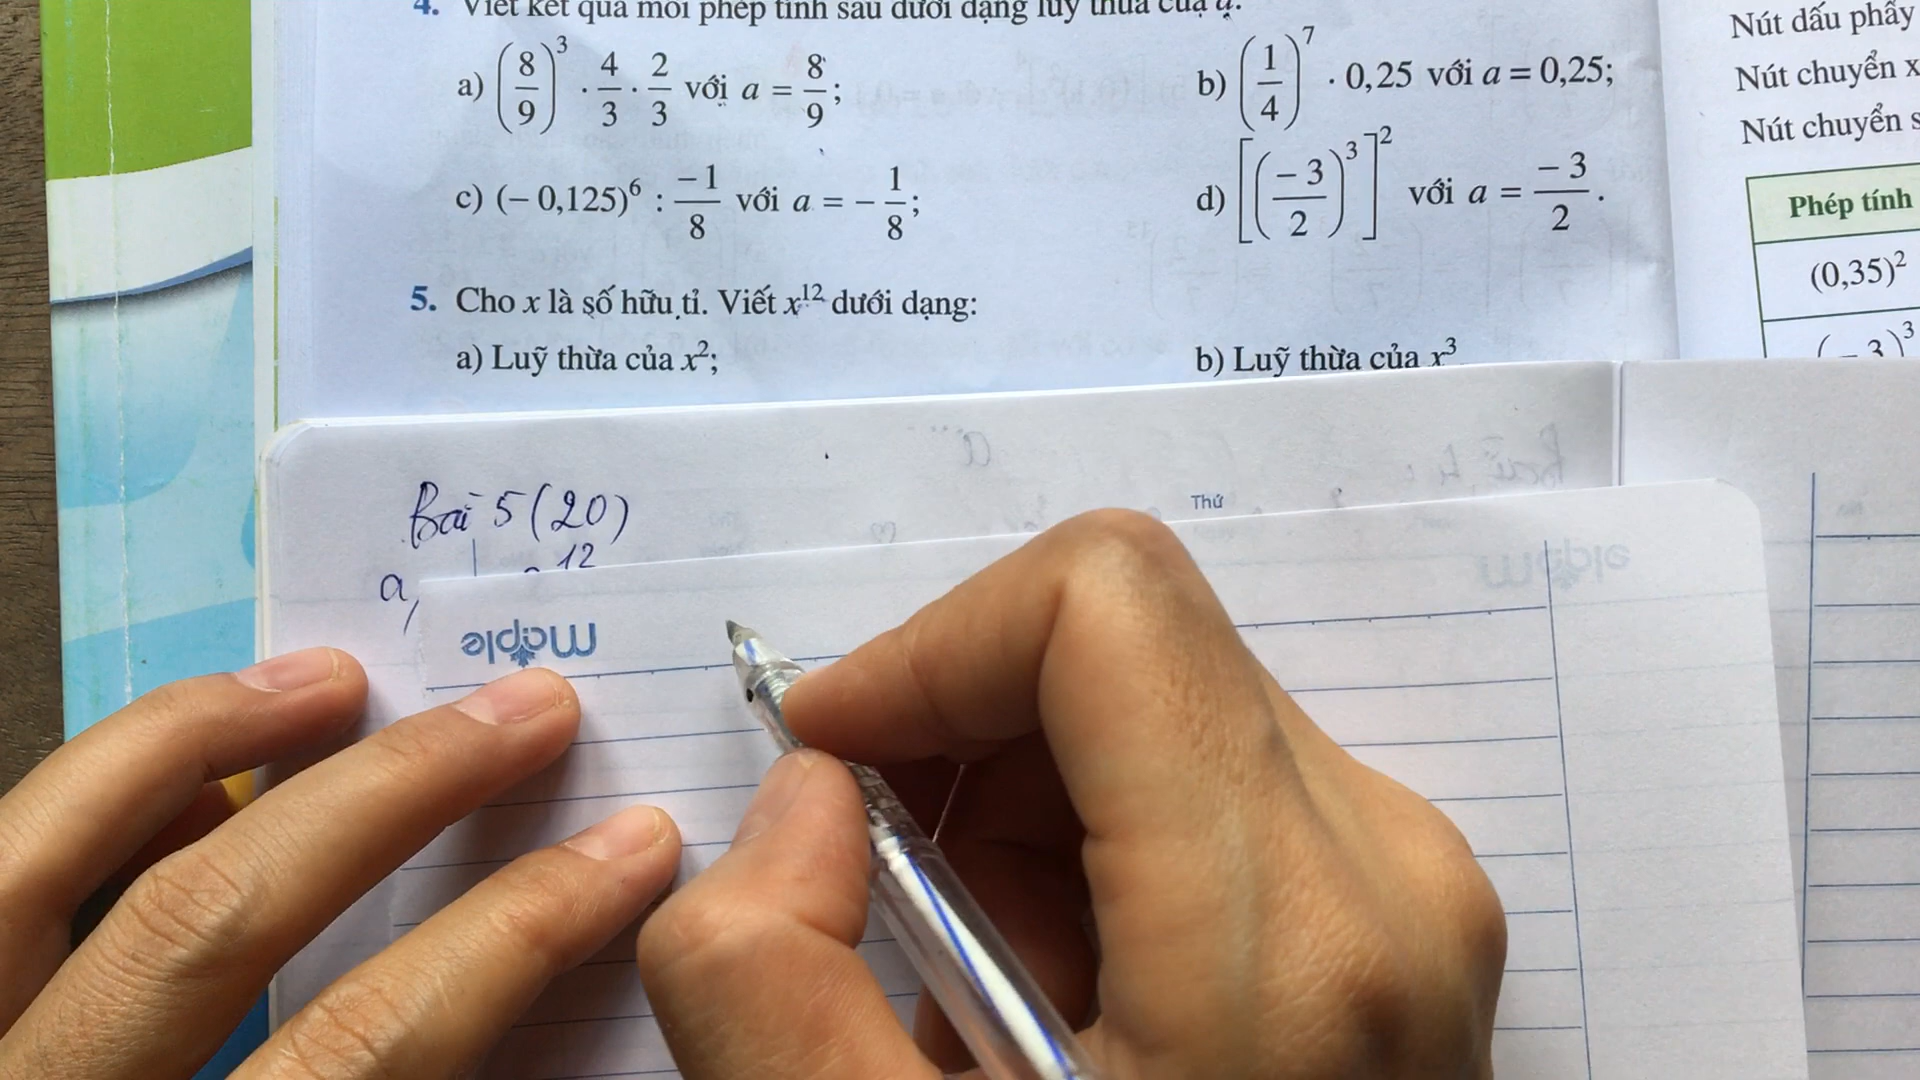 4. Viết kết quả mỗi phép tính sau dưới dạng luỹ thừa của a:
a) (8/9)³ · 4/3 · 2/3 với a = 8/9;
b) (1/4)⁷ · 0,25 với a = 0,25;
c) (– 0,125)⁶ : –1/8 với a = – 1/8;
d) [(–3/2)³]² với a = –3/2.
5. Cho x là số hữu tỉ. Viết x¹² dưới dạng:
a) Luỹ thừa của x²;
b) Luỹ thừa của x³
Nút dấu phẩy
Nút chuyển
Nút chuyển
Phép tính
(0,35)²
Bài 5 (20)
a,
12
Thứ
maple
maple